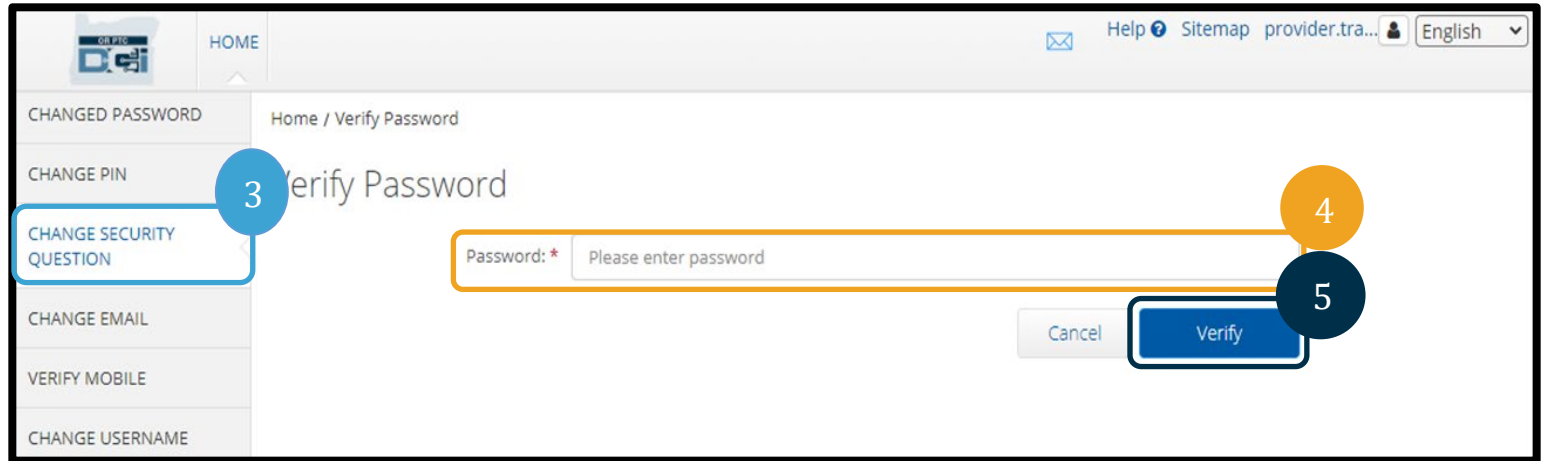 OR PTC
DCi
HOME
Help
Sitemap
provider.tra...
English
CHANGED PASSWORD
CHANGE PIN
CHANGE SECURITY
QUESTION
CHANGE EMAIL
VERIFY MOBILE
CHANGE USERNAME
Home / Verify Password
3
erify Password
4
Password: *
Please enter password
5
Cancel
Verify